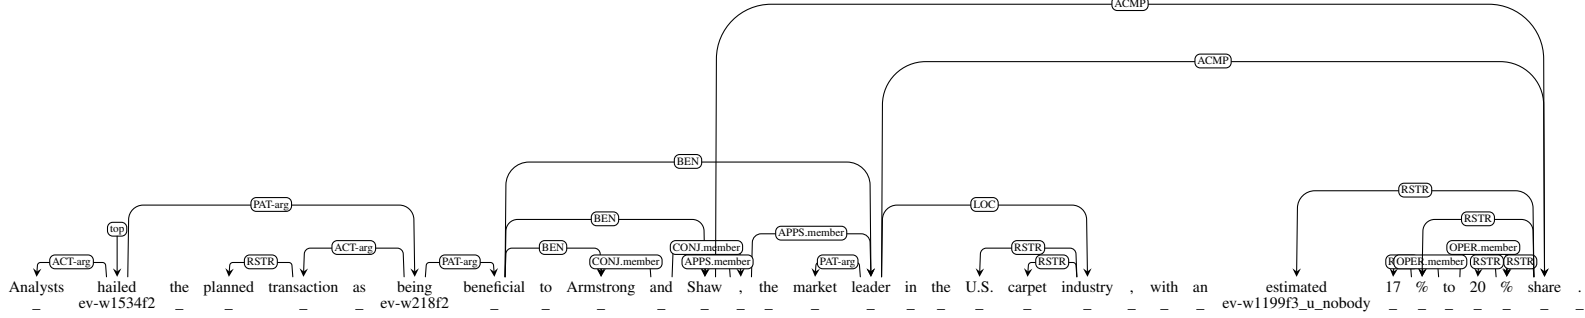 ACMP
ACMP
BEN
RSTR
PAT-arg LOC
top BEN RSTR
APPS.member
ACT-arg BEN CONJ.member RSTR OPER.member
ACT-arg RSTR PAT-arg CONJ.member APPS.member PAT-arg RSTR OPER.member RSTR RSTR
Analysts hailed the planned transaction as being beneficial to Armstrong and Shaw , the market leader in the U.S. carpet industry , with an estimated 17 % to 20 % share .
_ ev-w1534f2 _ _ _ _ ev-w218f2 _ _ _ _ _ _ _ _ _ _ _ _ _ _ _ _ _ ev-w1199f3_u_nobody _ _ _ _ _ _ _